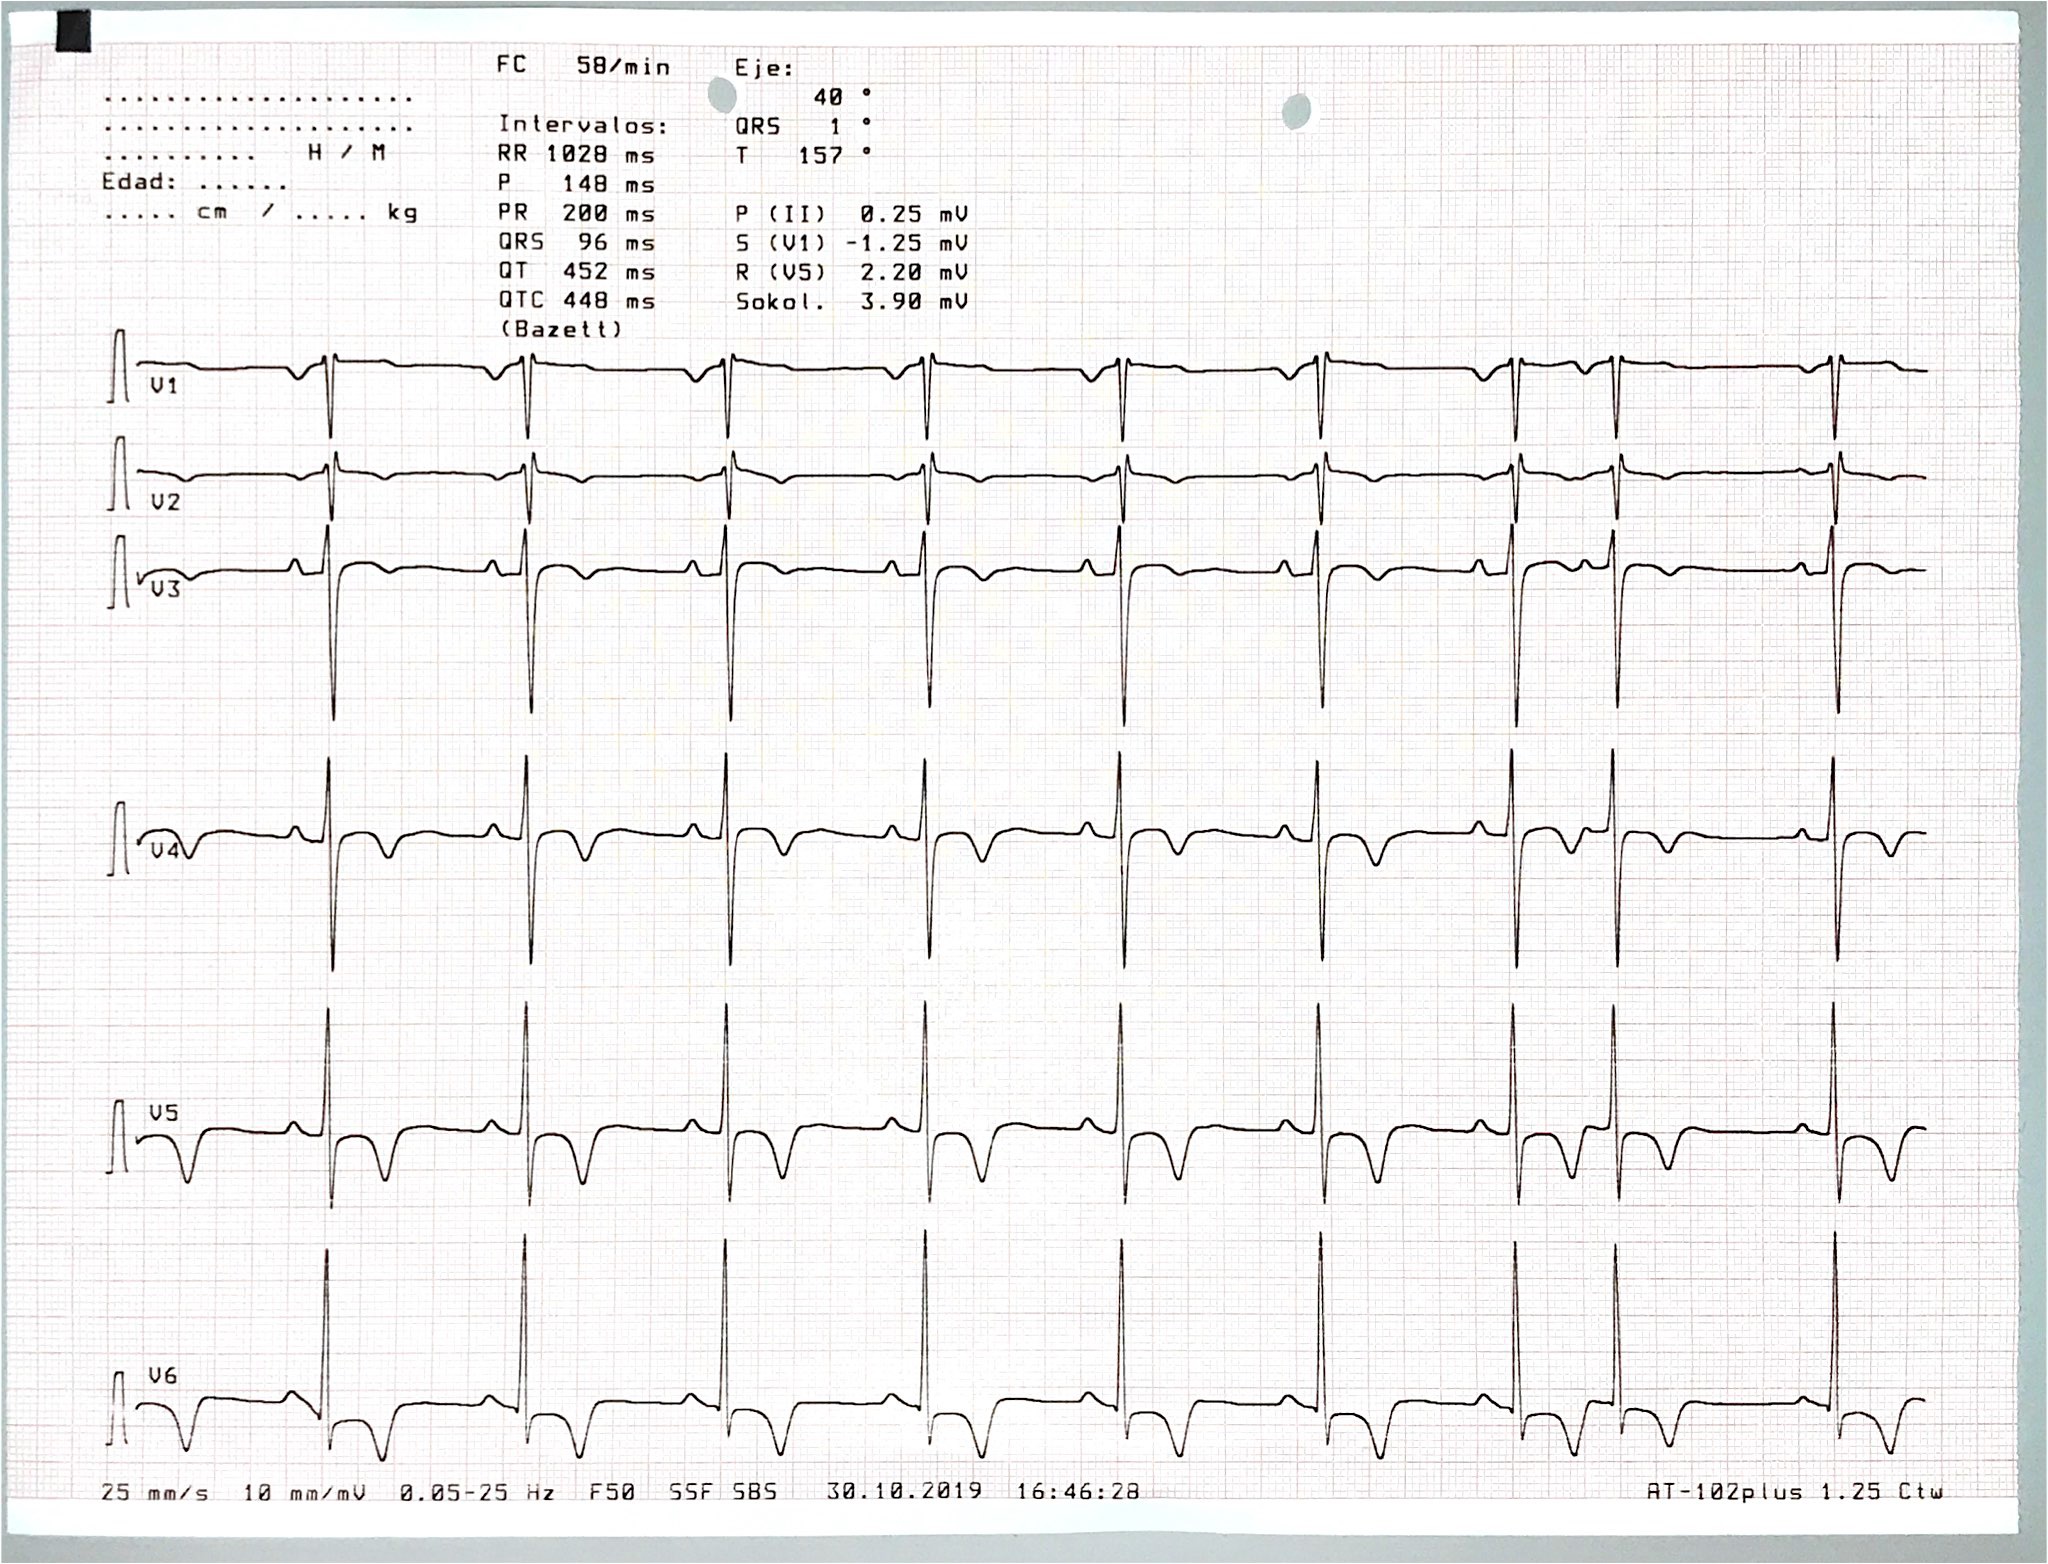 FC 58/min Eje:
.................... 40 °
.................... Intervalos: QRS 1 °
.......... H / M RR 1028 ms T 157 °
Edad: ...... P 148 ms
..... cm / ..... kg PR 200 ms P (II) 0.25 mV
QRS 96 ms S (V1) -1.25 mV
QT 452 ms R (V5) 2.20 mV
QTC 448 ms Sokol. 3.90 mV
(Bazett)
V1
V2
V3
V4
V5
V6
25 mm/s 10 mm/mV 0.05-25 Hz F50 SSF SBS 30.10.2019 16:46:28 AT-102plus 1.25 Ctw